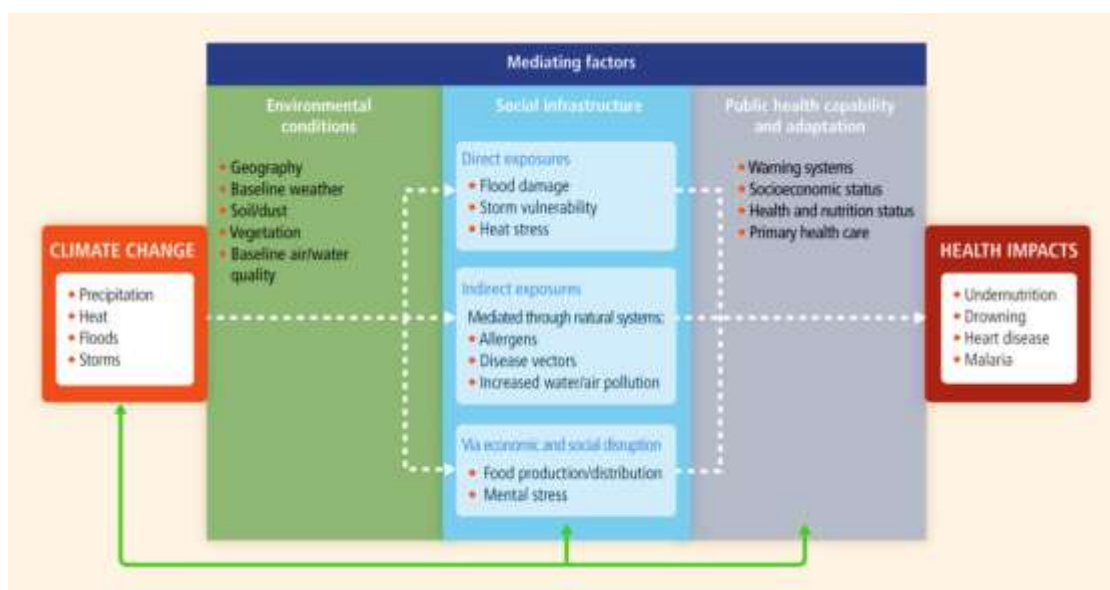 Mediating factors
Environmental
conditions
• Geography
• Baseline weather
• Soil/dust
• Vegetation
• Baseline air/water
quality
Social infrastructure
Direct exposures
• Flood damage
• Storm vulnerability
• Heat stress
Indirect exposures
Mediated through natural systems:
• Allergens
• Disease vectors
• Increased water/air pollution
Via economic and social disruption
• Food production/distribution
• Mental stress
Public health capability
and adaptation
• Warning systems
• Socioeconomic status
• Health and nutrition status
• Primary health care
CLIMATE CHANGE
• Precipitation
• Heat
• Floods
• Storms
HEALTH IMPACTS
• Undernutrition
• Drowning
• Heart disease
• Malaria